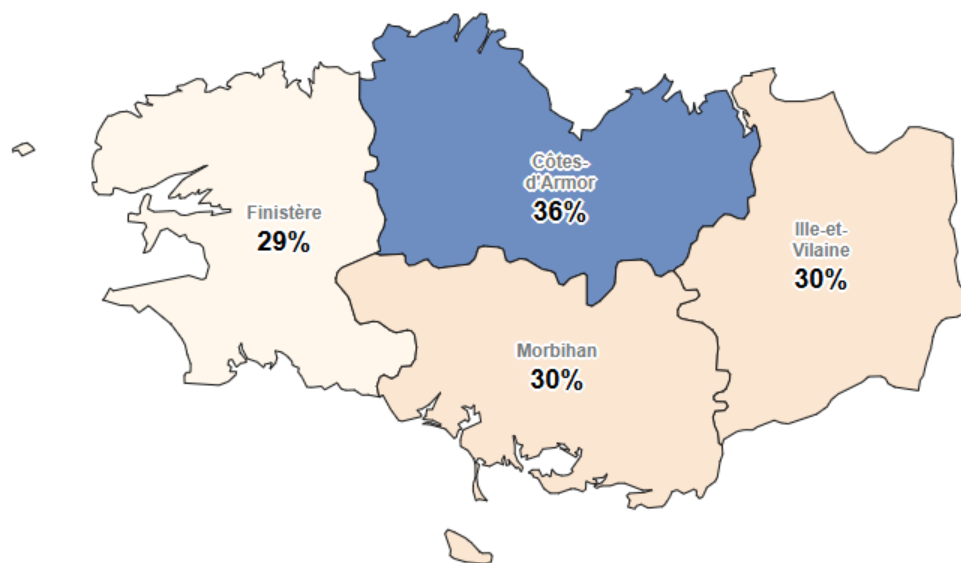 Côtes-
d'Armor
36%
Finistère
29%
Ille-et-
Vilaine
30%
Morbihan
30%